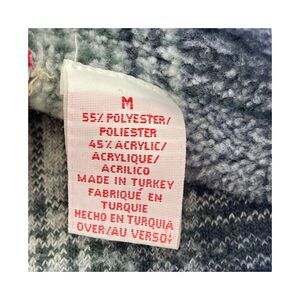 M
55% POLYESTER/
POLIESTER
45% ACRYLIC/
ACRYLIQUE/
ACRILICO
MADE IN TURKEY
FABRIQUÉ EN
TURQUIE
HECHO EN TURQUIA
OVER/AU VERSO/